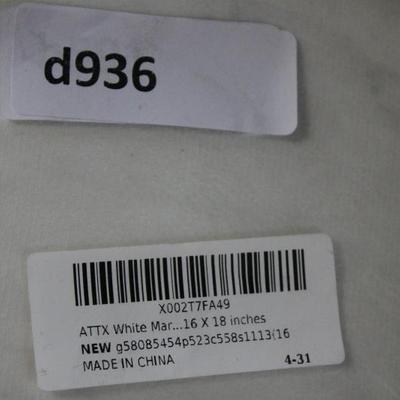 d936
X002T7FA49
ATTX White Mar...16 X 18 inches
NEW g58085454p523c558s1113(16
MADE IN CHINA
4-31